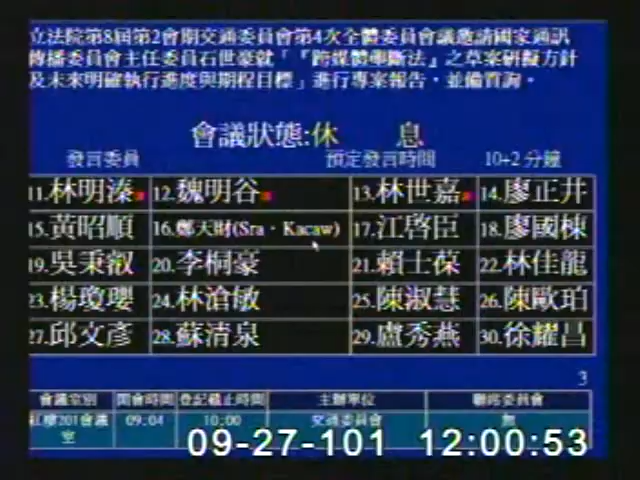 立法院第8屆第2會期交通委員會第4次全體委員會議邀請國家通訊
傳播委員會主任委員石世豪就「『跨媒體壟斷法』之草案研擬方針
及未來明確執行進度與期程目標」進行專案報告,並備質詢。
會議狀態:休 息
發言委員 預定發言時間 10+2 分鐘
11.林明溱 12.魏明谷 13.林世嘉 14.廖正井
15.黃昭順 16.鄭天財(Sra・Kacaw) 17.江啓臣 18.廖國棟
19.吳秉叡 20.李桐豪 21.賴士葆 22.林佳龍
23.楊瓊瓔 24.林滄敏 25.陳淑慧 26.陳歐珀
27.邱文彥 28.蘇清泉 29.盧秀燕 30.徐耀昌
3
會議室別 開會時間 登記截止時間 主辦單位 聯席委員會
紅樓201會議室 09:04 10:00 交通委員會 無
09-27-101 12:00:53